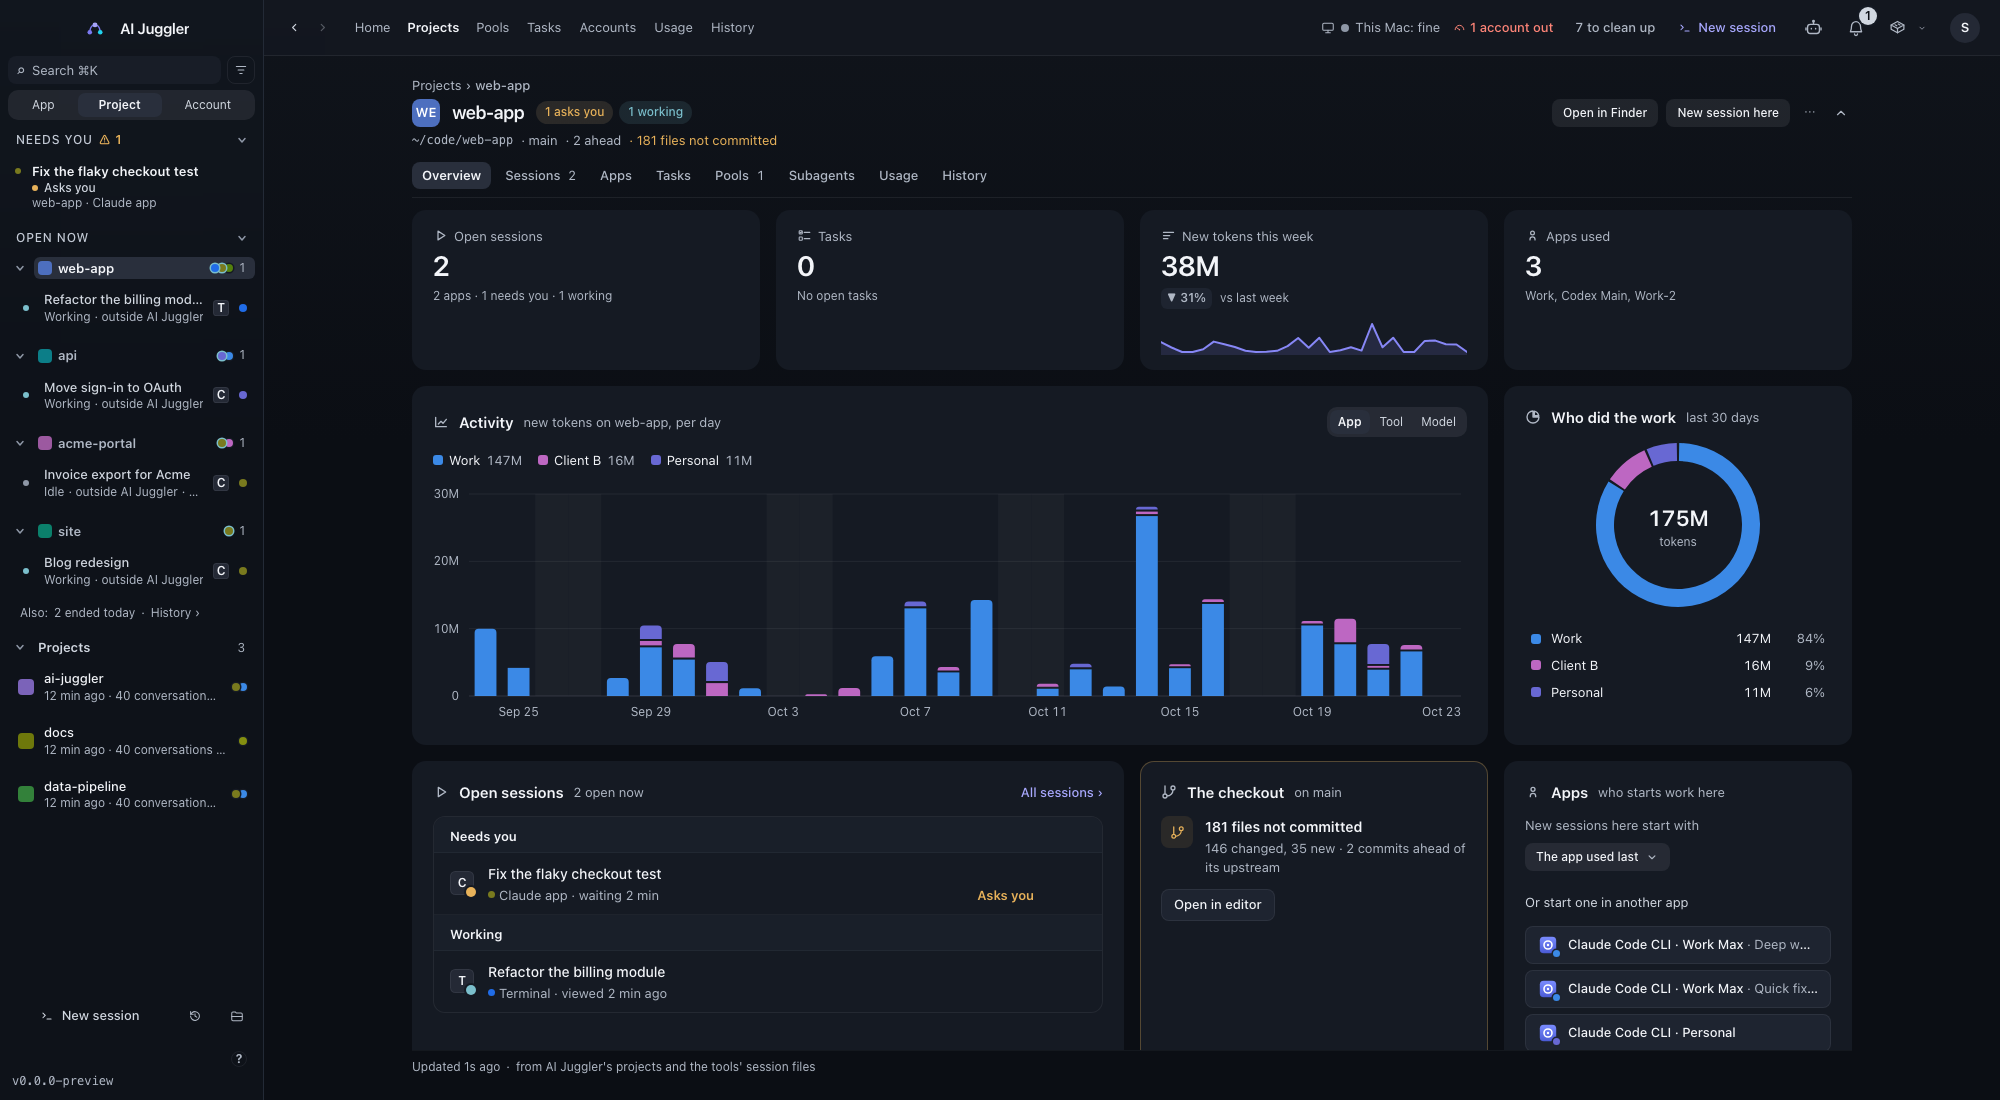 AI Juggler
Search ⌘K
App Project Account
NEEDS YOU 1
Fix the flaky checkout test
Asks you
web-app · Claude app
OPEN NOW
web-app 1
Refactor the billing mod... T
Working · outside AI Juggler
api 1
Move sign-in to OAuth C
Working · outside AI Juggler
acme-portal 1
Invoice export for Acme C
Idle · outside AI Juggler · ...
site 1
Blog redesign C
Working · outside AI Juggler
Also: 2 ended today · History ›
Projects 3
ai-juggler
12 min ago · 40 conversation...
docs
12 min ago · 40 conversations ...
data-pipeline
12 min ago · 40 conversation...
New session
?
v0.0.0-preview
Home Projects Pools Tasks Accounts Usage History
This Mac: fine 1 account out 7 to clean up New session 1 S
Projects › web-app
WE web-app 1 asks you 1 working
Open in Finder New session here ...
~/code/web-app · main · 2 ahead · 181 files not committed
Overview Sessions 2 Apps Tasks Pools 1 Subagents Usage History
Open sessions
2
2 apps · 1 needs you · 1 working
Tasks
0
No open tasks
New tokens this week
38M
▼ 31% vs last week
Apps used
3
Work, Codex Main, Work-2
Activity new tokens on web-app, per day
App Tool Model
Work 147M Client B 16M Personal 11M
30M
20M
10M
0
Sep 25 Sep 29 Oct 3 Oct 7 Oct 11 Oct 15 Oct 19 Oct 23
Who did the work last 30 days
175M
tokens
Work 147M 84%
Client B 16M 9%
Personal 11M 6%
Open sessions 2 open now All sessions ›
Needs you
C Fix the flaky checkout test
Claude app · waiting 2 min Asks you
Working
T Refactor the billing module
Terminal · viewed 2 min ago
The checkout on main
181 files not committed
146 changed, 35 new · 2 commits ahead of
its upstream
Open in editor
Apps who starts work here
New sessions here start with
The app used last
Or start one in another app
Claude Code CLI · Work Max · Deep w...
Claude Code CLI · Work Max · Quick fix...
Claude Code CLI · Personal
Updated 1s ago · from AI Juggler's projects and the tools' session files